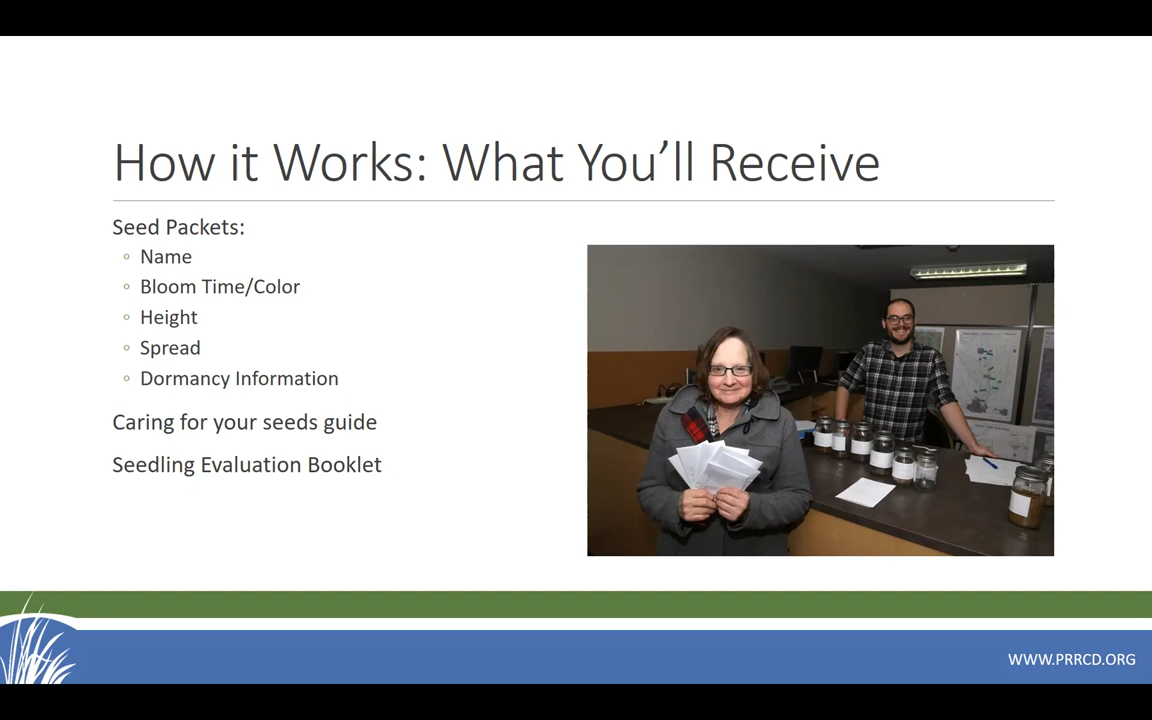 How it Works: What You’ll Receive
Seed Packets:
◦ Name
◦ Bloom Time/Color
◦ Height
◦ Spread
◦ Dormancy Information
Caring for your seeds guide
Seedling Evaluation Booklet
WWW.PRRCD.ORG